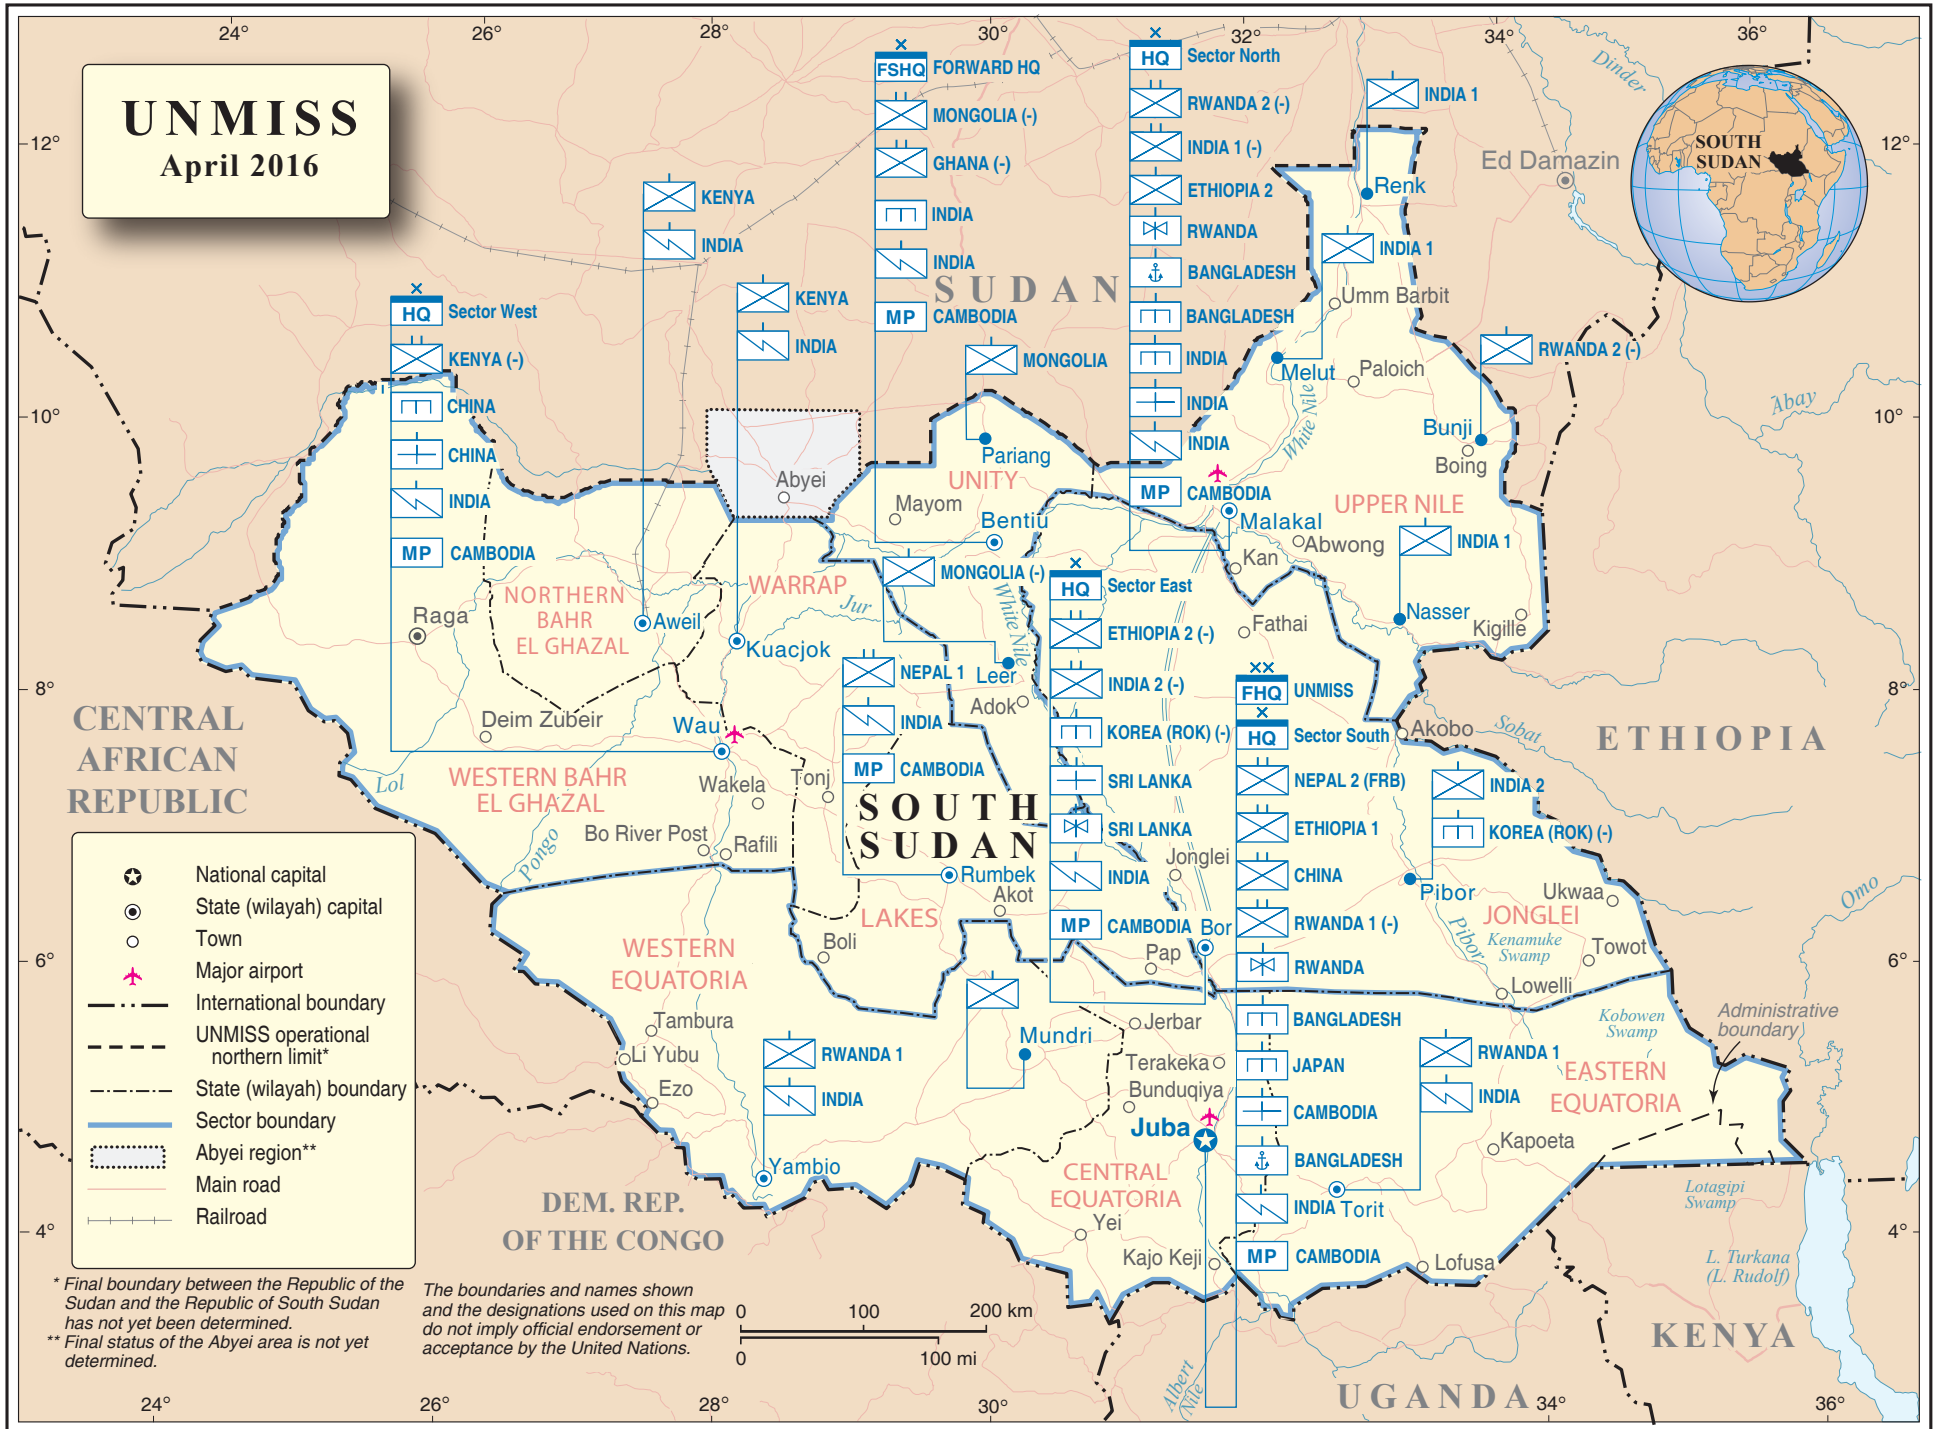 UNMISS
April 2016
24°
26°
28°
30°
32°
34°
36°
12°
10°
8°
6°
4°
12°
10°
8°
6°
4°
24°
26°
28°
30°
34°
36°
HQ Sector West
KENYA (-)
CHINA
CHINA
INDIA
MP CAMBODIA
KENYA
INDIA
KENYA
INDIA
FSHQ FORWARD HQ
MONGOLIA (-)
GHANA (-)
INDIA
INDIA
MP CAMBODIA
MONGOLIA
HQ Sector North
RWANDA 2 (-)
INDIA 1 (-)
ETHIOPIA 2
RWANDA
BANGLADESH
BANGLADESH
INDIA
INDIA
INDIA
MP CAMBODIA
INDIA 1
INDIA 1
RWANDA 2 (-)
INDIA 1
MONGOLIA (-)
NEPAL 1
INDIA
MP CAMBODIA
HQ Sector East
ETHIOPIA 2 (-)
INDIA 2 (-)
KOREA (ROK) (-)
SRI LANKA
SRI LANKA
INDIA
MP CAMBODIA
FHQ UNMISS
HQ Sector South
NEPAL 2 (FRB)
ETHIOPIA 1
CHINA
RWANDA 1 (-)
RWANDA
BANGLADESH
JAPAN
CAMBODIA
BANGLADESH
INDIA
MP CAMBODIA
INDIA 2
KOREA (ROK) (-)
RWANDA 1
INDIA
RWANDA 1
INDIA
SUDAN
SOUTH
SUDAN
CENTRAL
AFRICAN
REPUBLIC
DEM. REP.
OF THE CONGO
UGANDA
KENYA
ETHIOPIA
SOUTH
SUDAN
NORTHERN
BAHR
EL GHAZAL
WARRAP
UNITY
UPPER NILE
WESTERN BAHR
EL GHAZAL
LAKES
JONGLEI
WESTERN
EQUATORIA
CENTRAL
EQUATORIA
EASTERN
EQUATORIA
Ed Damazin
Renk
Umm Barbit
Melut
Paloich
Bunji
Boing
Abyei
Pariang
Mayom
Bentiu
Malakal
Abwong
Kan
Nasser
Kigille
Fathai
Raga
Aweil
Kuacjok
Leer
Adok
Deim Zubeir
Wau
Wakela
Tonj
Bo River Post
Rafili
Akobo
Jonglei
Rumbek
Akot
Pibor
Ukwaa
Bor
Boli
Pap
Towot
Lowelli
Tambura
Li Yubu
Ezo
Mundri
Jerbar
Terakeka
Bunduqiya
Juba
Yambio
Yei
Kajo Keji
Torit
Kapoeta
Lofusa
Dinder
Ābay
White Nile
White Nile
Jur
Lol
Pongo
Sobat
Omo
Pibor
Kenamuke
Swamp
Kobowen
Swamp
Lotagipi
Swamp
L. Turkana
(L. Rudolf)
Albert
Nile
Administrative
boundary
National capital
State (wilayah) capital
Town
Major airport
International boundary
UNMISS operational
northern limit*
State (wilayah) boundary
Sector boundary
Abyei region**
Main road
Railroad
* Final boundary between the Republic of the
Sudan and the Republic of South Sudan
has not yet been determined.
** Final status of the Abyei area is not yet
determined.
The boundaries and names shown
and the designations used on this map
do not imply official endorsement or
acceptance by the United Nations.
0 100 200 km
0 100 mi